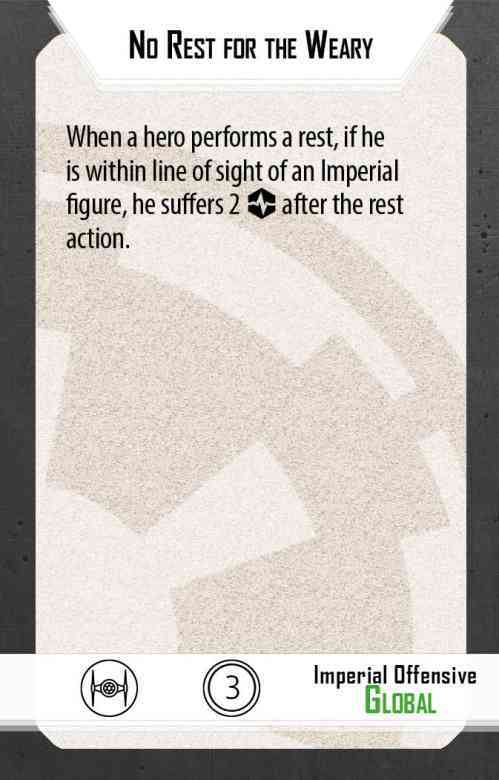 No Rest for the Weary
When a hero performs a rest, if he
is within line of sight of an Imperial
figure, he suffers 2 after the rest
action.
3
Imperial Offensive
Global